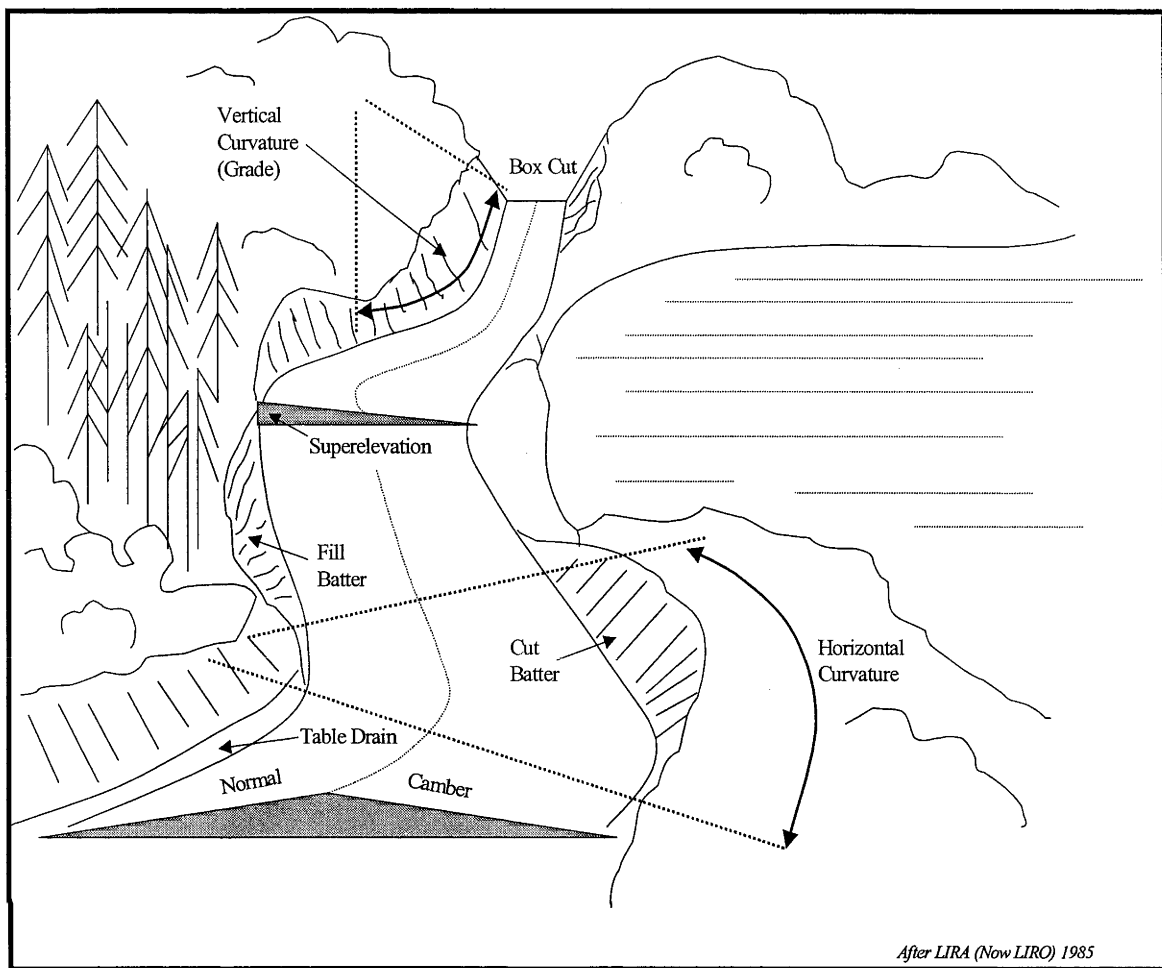 Vertical
Curvature
(Grade)
Box Cut
Superelevation
Fill
Batter
Cut
Batter
Horizontal
Curvature
Table Drain
Normal
Camber
After LIRA (Now LIRO) 1985